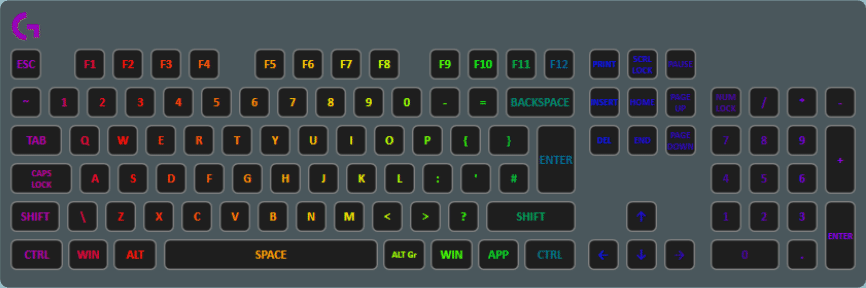 ESC F1 F2 F3 F4 F5 F6 F7 F8 F9 F10 F11 F12 PRINT SCR LOCK PAUSE
~ 1 2 3 4 5 6 7 8 9 0 - = BACKSPACE INSERT HOME PAGE UP NUM LOCK / * -
TAB Q W E R T Y U I O P { } ENTER DEL END PAGE DOWN 7 8 9 +
CAPS LOCK A S D F G H J K L : ' # 4 5 6
SHIFT \ Z X C V B N M < > ? SHIFT ↑ 1 2 3 ENTER
CTRL WIN ALT SPACE ALT Gr WIN APP CTRL ← ↓ → 0 .